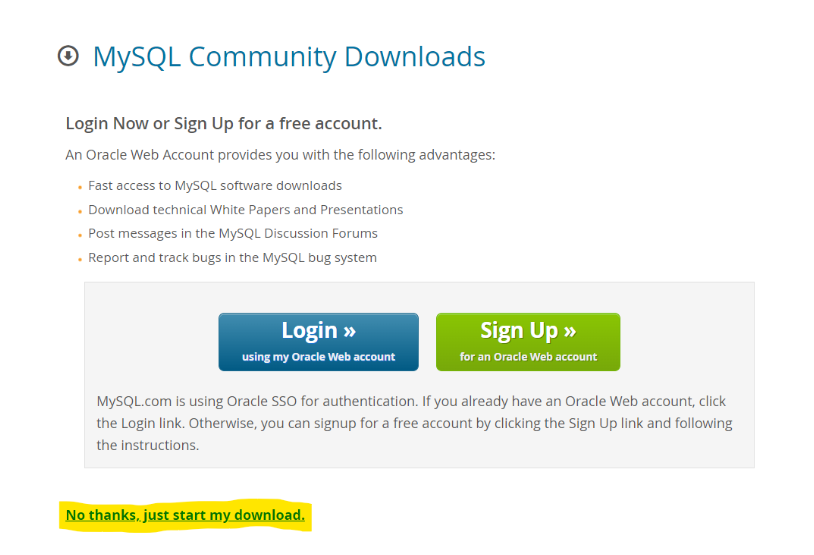 MySQL Community Downloads
Login Now or Sign Up for a free account.
An Oracle Web Account provides you with the following advantages:
Fast access to MySQL software downloads
Download technical White Papers and Presentations
Post messages in the MySQL Discussion Forums
Report and track bugs in the MySQL bug system
Login »
using my Oracle Web account
Sign Up »
for an Oracle Web account
MySQL.com is using Oracle SSO for authentication. If you already have an Oracle Web account, click
the Login link. Otherwise, you can signup for a free account by clicking the Sign Up link and following
the instructions.
No thanks, just start my download.